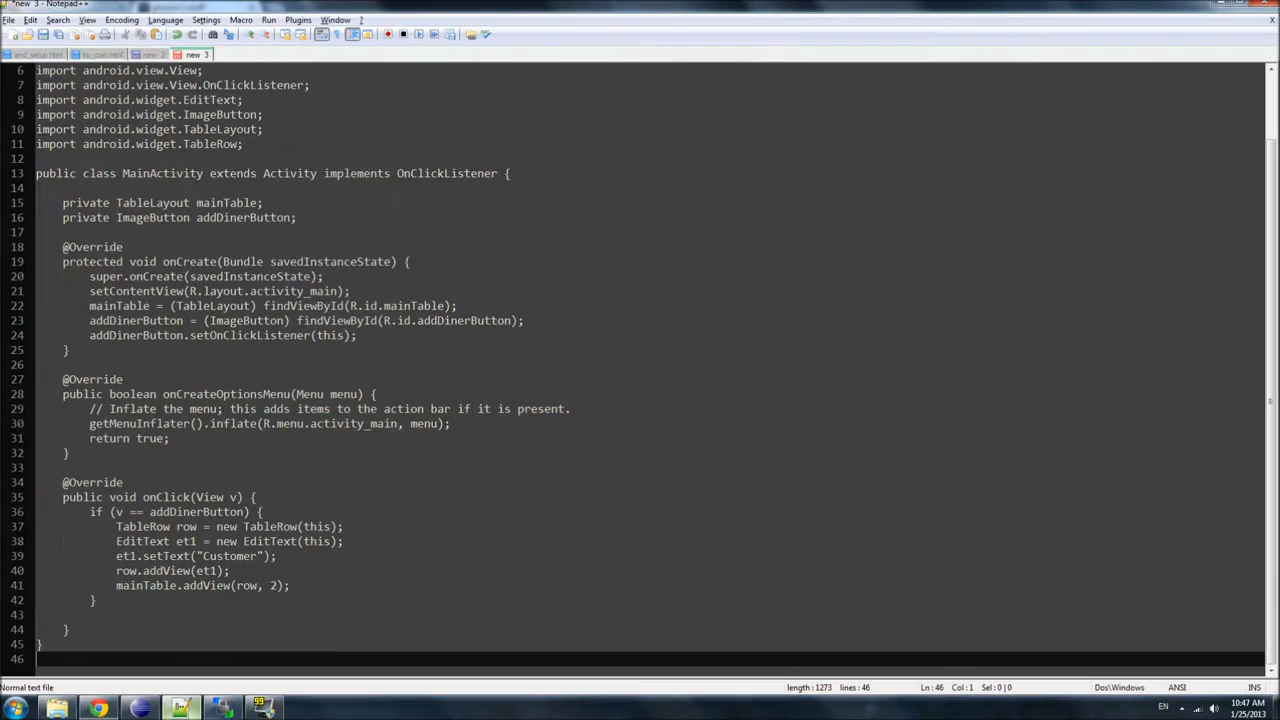 *new 3 - Notepad++
File Edit Search View Encoding Language Settings Macro Run Plugins Window ? X
and_setup.html tip_calc.html new 2 new 3
6 import android.view.View;
7 import android.view.View.OnClickListener;
8 import android.widget.EditText;
9 import android.widget.ImageButton;
10 import android.widget.TableLayout;
11 import android.widget.TableRow;
12
13 public class MainActivity extends Activity implements OnClickListener {
14
15 private TableLayout mainTable;
16 private ImageButton addDinerButton;
17
18 @Override
19 protected void onCreate(Bundle savedInstanceState) {
20 super.onCreate(savedInstanceState);
21 setContentView(R.layout.activity_main);
22 mainTable = (TableLayout) findViewById(R.id.mainTable);
23 addDinerButton = (ImageButton) findViewById(R.id.addDinerButton);
24 addDinerButton.setOnClickListener(this);
25 }
26
27 @Override
28 public boolean onCreateOptionsMenu(Menu menu) {
29 // Inflate the menu; this adds items to the action bar if it is present.
30 getMenuInflater().inflate(R.menu.activity_main, menu);
31 return true;
32 }
33
34 @Override
35 public void onClick(View v) {
36 if (v == addDinerButton) {
37 TableRow row = new TableRow(this);
38 EditText et1 = new EditText(this);
39 et1.setText("Customer");
40 row.addView(et1);
41 mainTable.addView(row, 2);
42 }
43
44 }
45 }
46
Normal text file length : 1273 lines : 46 Ln : 46 Col : 1 Sel : 0 | 0 Dos\Windows ANSI INS
99 EN 10:47 AM
1/25/2013